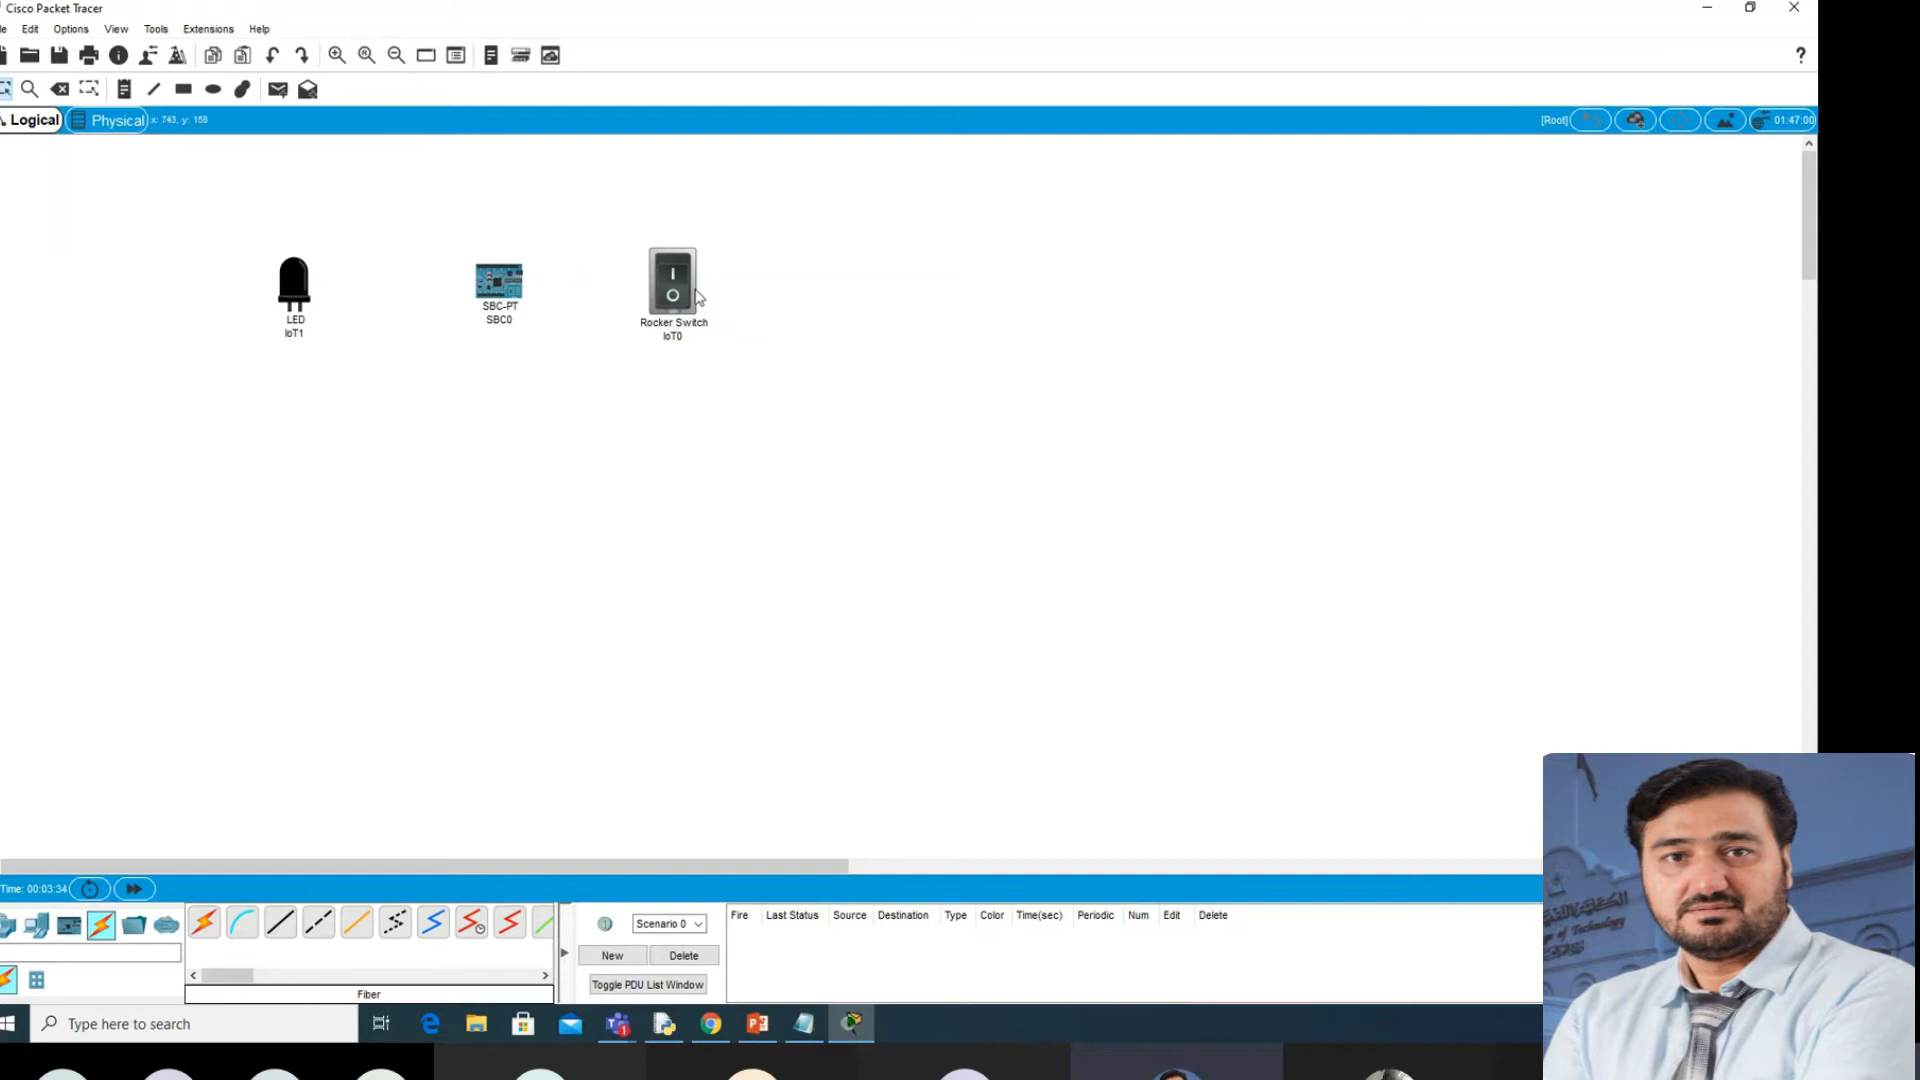 Cisco Packet Tracer
Edit Options View Tools Extensions Help
?
Logical Physical x: 743, y: 158 [Root] 01:47:00
LED
IoT1
SBC-PT
SBC0
Rocker Switch
IoT0
Time: 00:03:34
Scenario 0
New Delete
Toggle PDU List Window
Fire Last Status Source Destination Type Color Time(sec) Periodic Num Edit Delete
Fiber
Type here to search